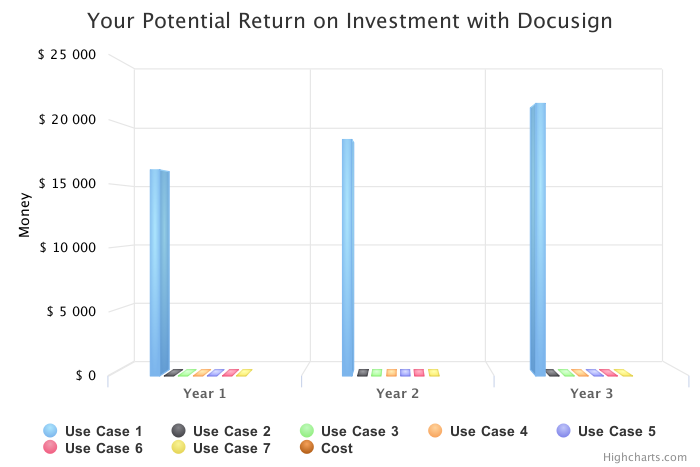 Your Potential Return on Investment with Docusign
$ 25 000
$ 20 000
$ 15 000
$ 10 000
$ 5 000
$ 0
Money
Year 1
Year 2
Year 3
Use Case 1
Use Case 2
Use Case 3
Use Case 4
Use Case 5
Use Case 6
Use Case 7
Cost
Highcharts.com